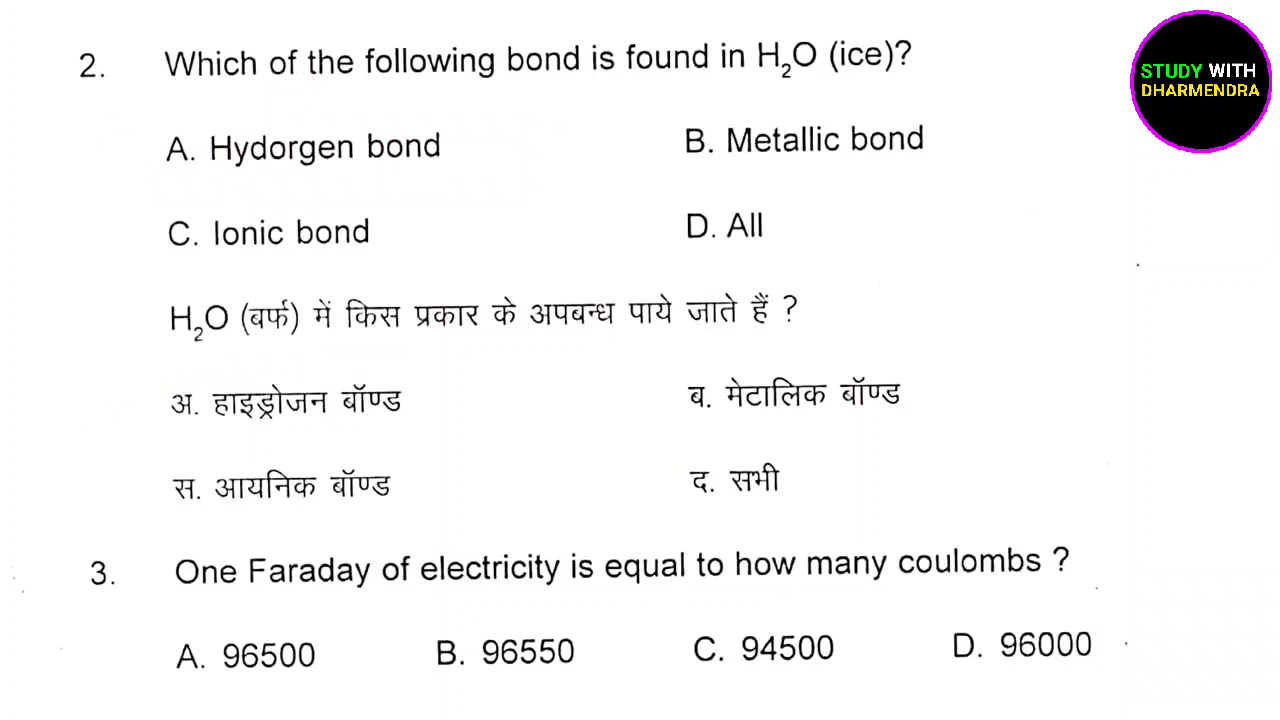 STUDY WITH
DHARMENDRA
2. Which of the following bond is found in H₂O (ice)?
A. Hydorgen bond B. Metallic bond
C. Ionic bond D. All
H₂O (बर्फ) में किस प्रकार के अपबन्ध पाये जाते हैं ?
अ. हाइड्रोजन बॉण्ड ब. मेटालिक बॉण्ड
स. आयनिक बॉण्ड द. सभी
3. One Faraday of electricity is equal to how many coulombs ?
A. 96500 B. 96550 C. 94500 D. 96000